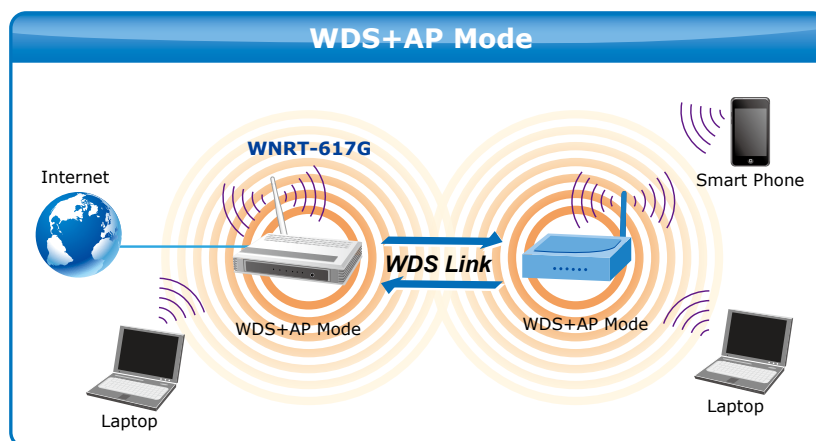 WDS+AP Mode
WNRT-617G
Internet
Smart Phone
WDS Link
WDS+AP Mode
WDS+AP Mode
Laptop
Laptop